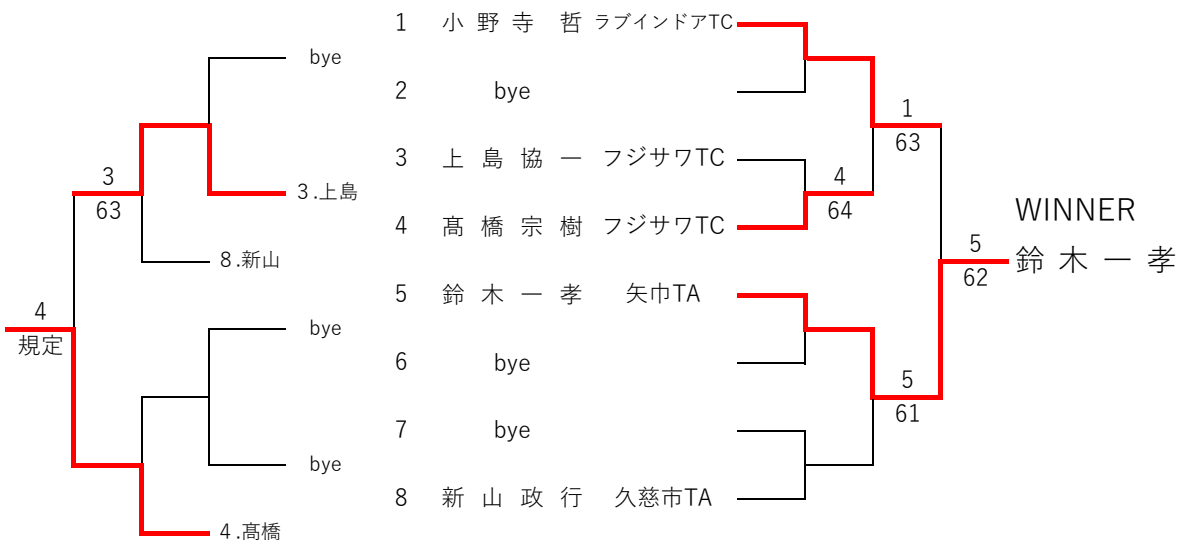 1 小野寺 哲 ラブインドアTC
bye
2 bye
1
63
3 上島協一 フジサワTC
3
63
4
64
3.上島
WINNER
4 髙橋宗樹 フジサワTC
5
62
鈴木一孝
8.新山
5 鈴木一孝 矢巾TA
4
規定
bye
6 bye
5
61
7 bye
bye
8 新山政行 久慈市TA
4.髙橋